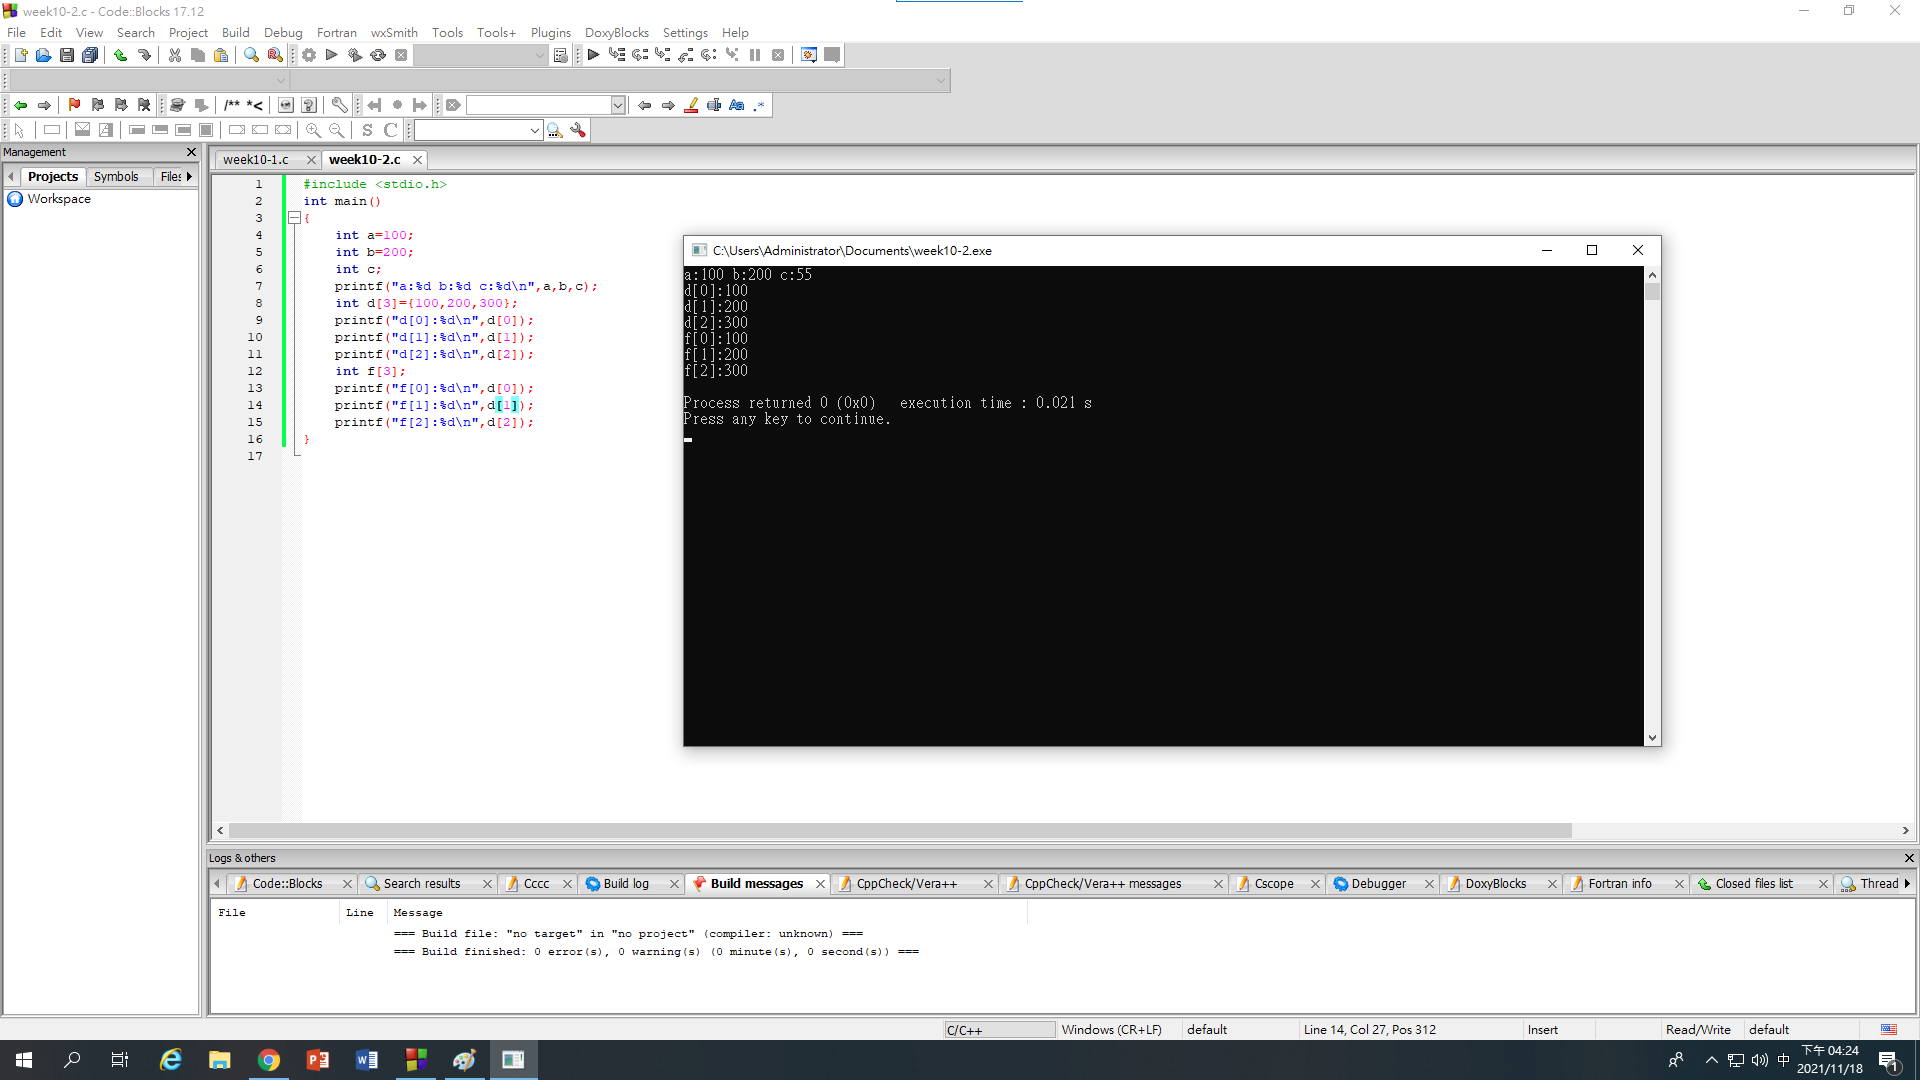 week10-2.c - Code::Blocks 17.12
File Edit View Search Project Build Debug Fortran wxSmith Tools Tools+ Plugins DoxyBlocks Settings Help
/** *<
S C
Management
Projects Symbols Files
Workspace
week10-1.c week10-2.c
1 #include <stdio.h>
2 int main()
3 {
4 int a=100;
5 int b=200;
6 int c;
7 printf("a:%d b:%d c:%d\n",a,b,c);
8 int d[3]={100,200,300};
9 printf("d[0]:%d\n",d[0]);
10 printf("d[1]:%d\n",d[1]);
11 printf("d[2]:%d\n",d[2]);
12 int f[3];
13 printf("f[0]:%d\n",d[0]);
14 printf("f[1]:%d\n",d[1]);
15 printf("f[2]:%d\n",d[2]);
16 }
17
C:\Users\Administrator\Documents\week10-2.exe
a:100 b:200 c:55
d[0]:100
d[1]:200
d[2]:300
f[0]:100
f[1]:200
f[2]:300
Process returned 0 (0x0)   execution time : 0.021 s
Press any key to continue.
Logs & others
Code::Blocks Search results Cccc Build log Build messages CppCheck/Vera++ CppCheck/Vera++ messages Cscope Debugger DoxyBlocks Fortran info Closed files list Thread
File Line Message
=== Build file: "no target" in "no project" (compiler: unknown) ===
=== Build finished: 0 error(s), 0 warning(s) (0 minute(s), 0 second(s)) ===
C/C++ Windows (CR+LF) default Line 14, Col 27, Pos 312 Insert Read/Write default
中
下午 04:24
2021/11/18
1